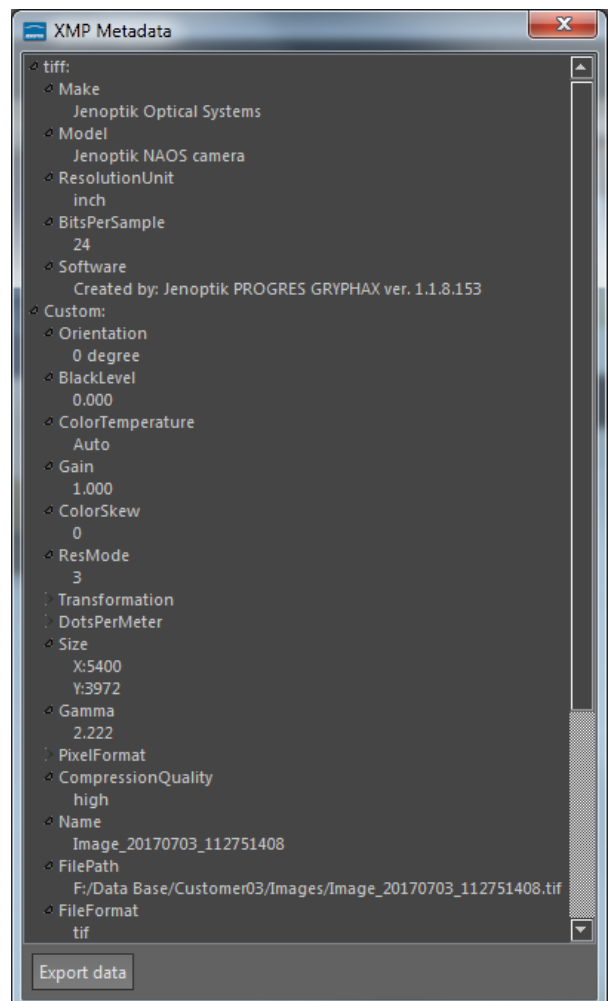 XMP Metadata
tiff:
Make
Jenoptik Optical Systems
Model
Jenoptik NAOS camera
ResolutionUnit
inch
BitsPerSample
24
Software
Created by: Jenoptik PROGRES GRYPHAX ver. 1.1.8.153
Custom:
Orientation
0 degree
BlackLevel
0.000
ColorTemperature
Auto
Gain
1.000
ColorSkew
0
ResMode
3
Transformation
DotsPerMeter
Size
X:5400
Y:3972
Gamma
2.222
PixelFormat
CompressionQuality
high
Name
Image_20170703_112751408
FilePath
F:/Data Base/Customer03/Images/Image_20170703_112751408.tif
FileFormat
tif
Export data